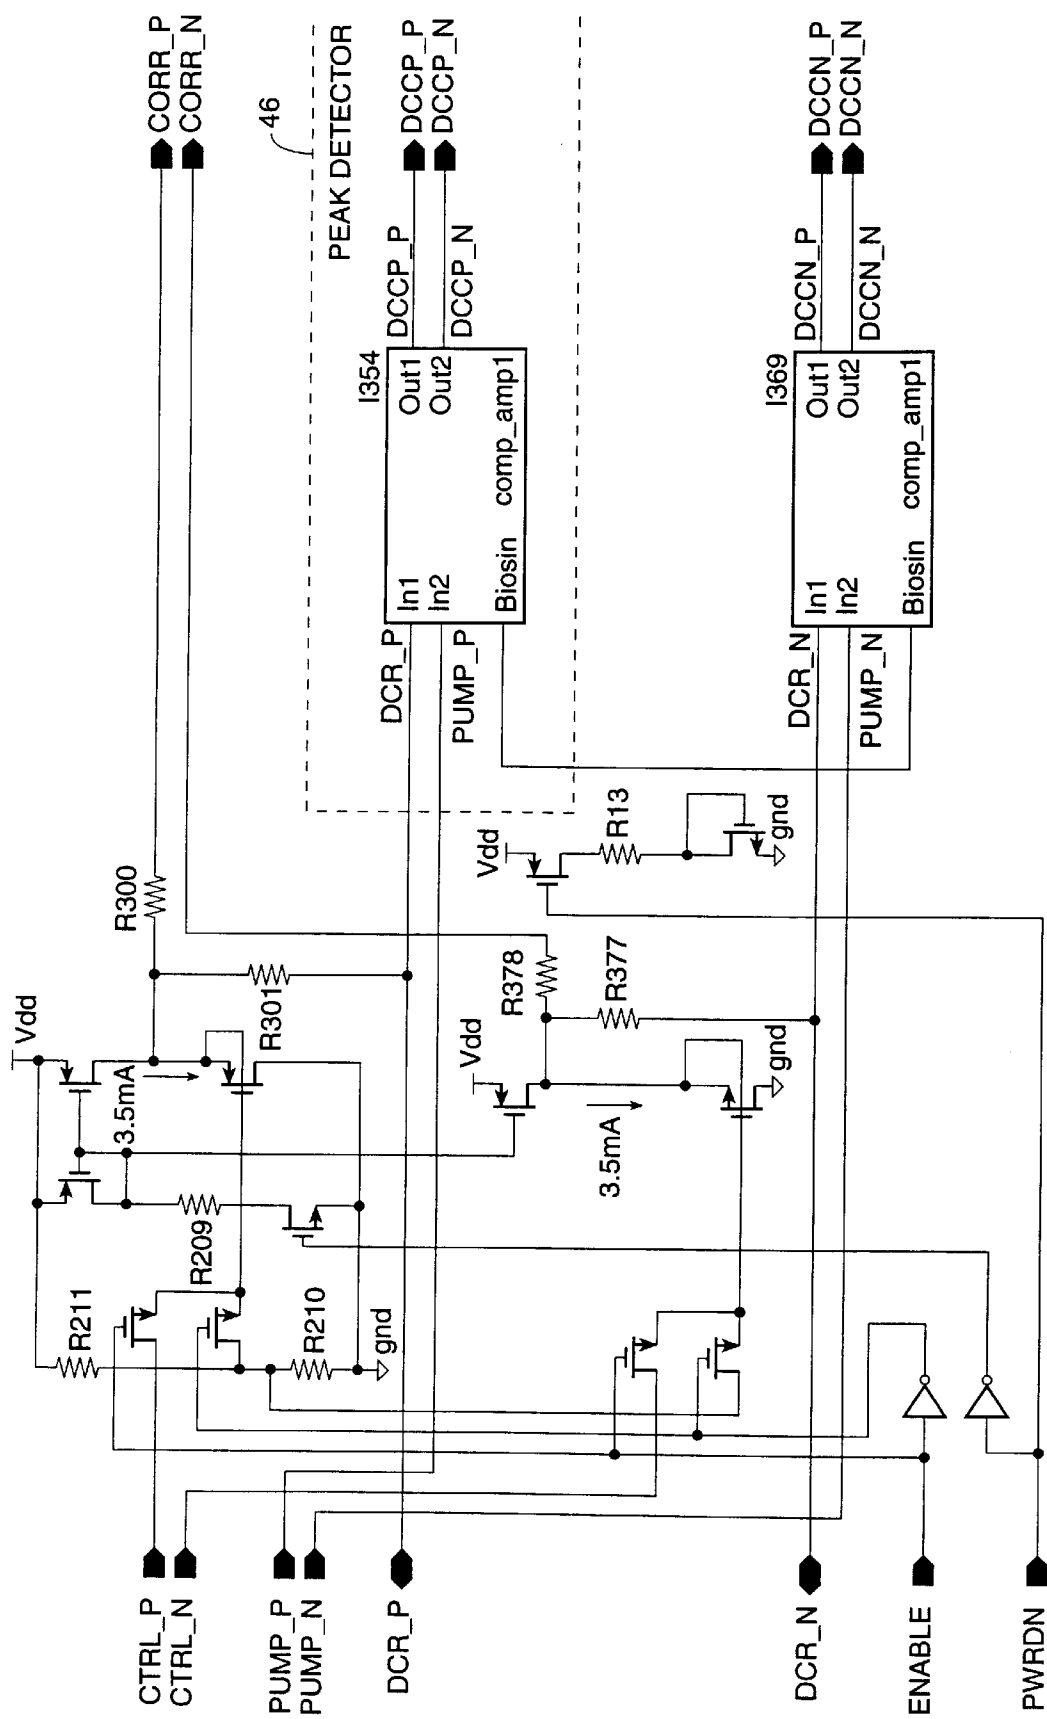 CORR_P
CORR_N
46
PEAK DETECTOR
DCCP_P
DCCP_N
DCCN_P
DCCN_N
DCCP_P
DCCP_N
DCCN_P
DCCN_N
I354
Out1
Out2
comp_amp1
In1
In2
Biosin
I369
Out1
Out2
comp_amp1
In1
In2
Biosin
DCR_P
PUMP_P
DCR_N
PUMP_N
R300
R301
Vdd
3.5mA
R209
R211
R210
gnd
Vdd
R378
R377
3.5mA
gnd
Vdd
R13
gnd
CTRL_P
CTRL_N
PUMP_P
PUMP_N
DCR_P
DCR_N
ENABLE
PWRDN